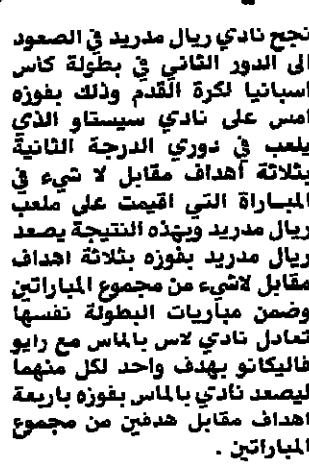 نجح نادي ريال مدريد في الصعود
الى الدور الثاني في بطولة كاس
اسبانيا لكرة القدم وذلك بفوزه
امس على نادي سيستاو الذي
يلعب في دوري الدرجة الثانية
بثلاثة أهداف مقابل لا شيء في
المباراة التي اقيمت على ملعب
ريال مدريد وبهذه النتيجة يصعد
ريال مدريد بفوزه بثلاثة اهداف
مقابل لاشيء من مجموع المباراتين
وضمن مباريات البطولة نفسها
تعادل نادي لاس بالماس مع رايو
فاليكانو بهدف واحد لكل منهما
ليصعد نادي بالماس بفوزه باربعة
اهداف مقابل هدفين من مجموع
المباراتين .